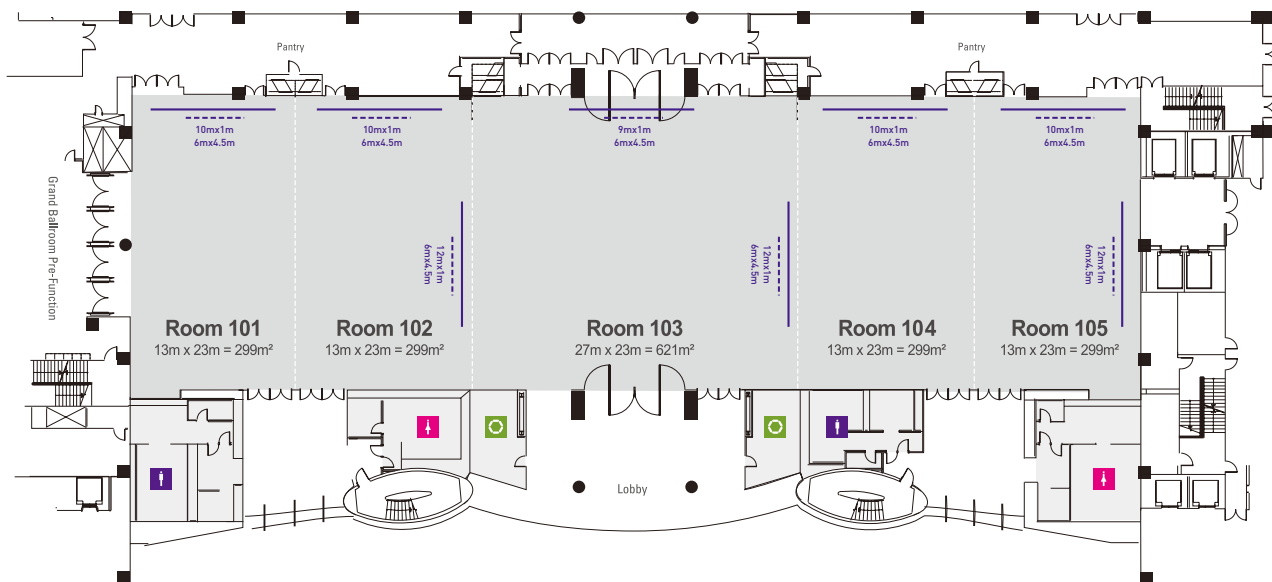 Pantry
Pantry
10mx1m
6mx4.5m
10mx1m
6mx4.5m
9mx1m
6mx4.5m
10mx1m
6mx4.5m
10mx1m
6mx4.5m
Grand Ballroom Pre-Function
12mx1m
6mx4.5m
12mx1m
6mx4.5m
12mx1m
6mx4.5m
Room 101
13m x 23m = 299m²
Room 102
13m x 23m = 299m²
Room 103
27m x 23m = 621m²
Room 104
13m x 23m = 299m²
Room 105
13m x 23m = 299m²
Lobby